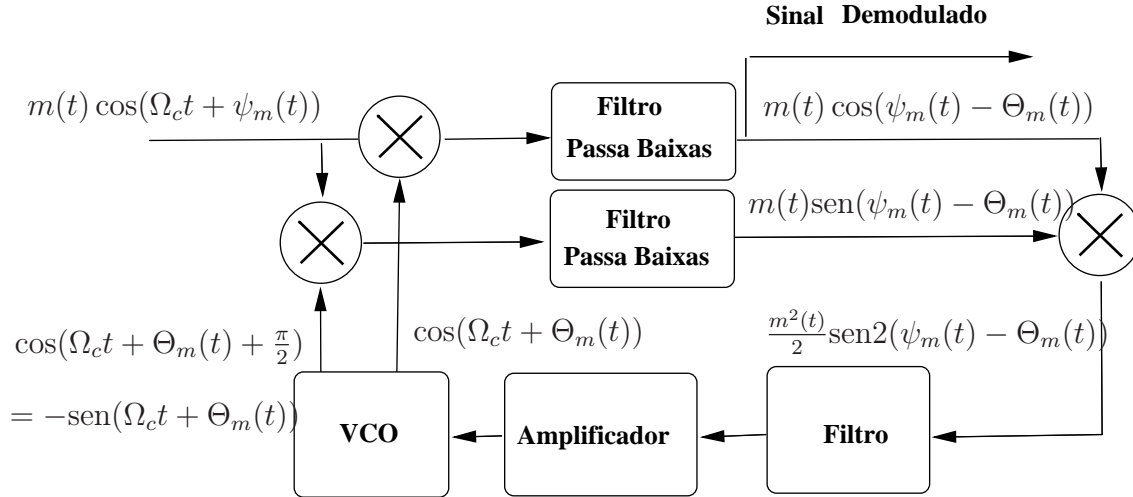 Sinal Demodulado
m(t) cos(Ω_c t + ψ_m(t))
Filtro
Passa Baixas
m(t) cos(ψ_m(t) − Θ_m(t))
Filtro
Passa Baixas
m(t)sen(ψ_m(t) − Θ_m(t))
cos(Ω_c t + Θ_m(t) + π/2)
= −sen(Ω_c t + Θ_m(t))
cos(Ω_c t + Θ_m(t))
m²(t)/2 sen2(ψ_m(t) − Θ_m(t))
VCO
Amplificador
Filtro